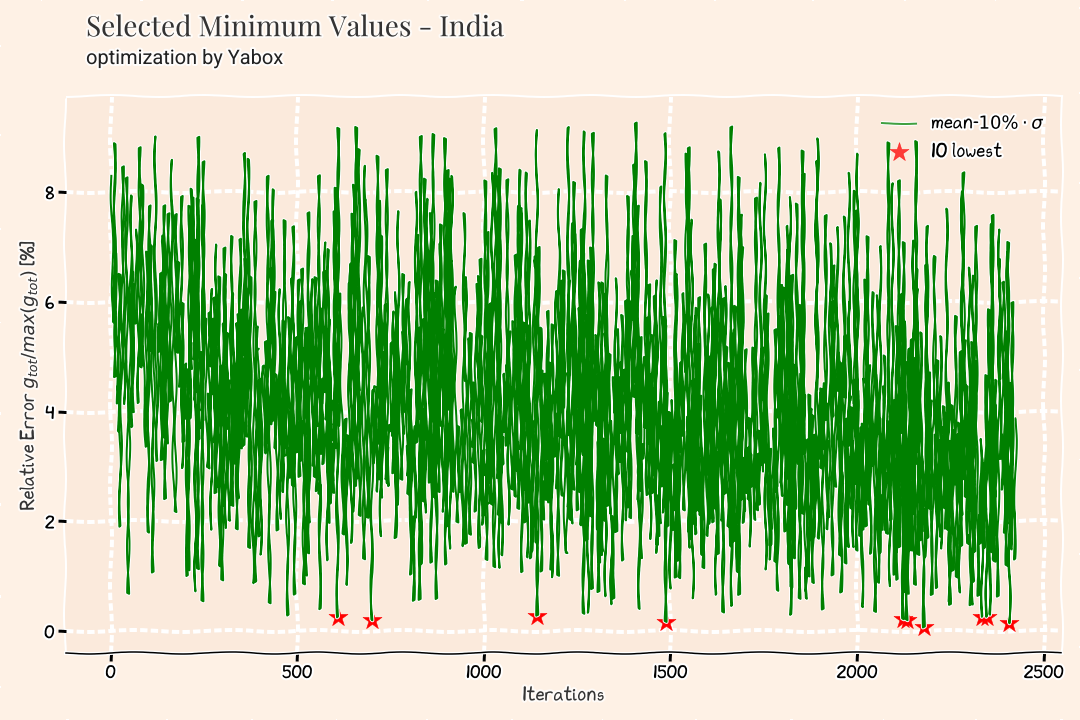 Selected Minimum Values - India
optimization by Yabox
mean-10% · σ
10 lowest
Relative Error g_tot/max(g_tot) [%]
8
6
4
2
0
0 500 1000 1500 2000 2500
Iterations